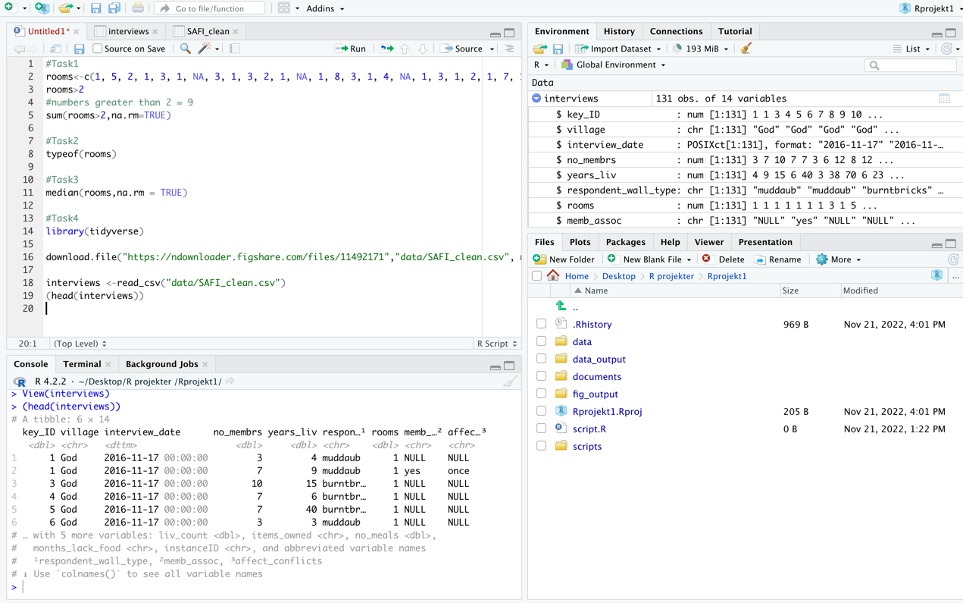 Go to file/function
Addins
Rprojekt1
Untitled1*
interviews
SAFI_clean
Source on Save
Run
Source
1 #Task1
2 rooms<-c(1, 5, 2, 1, 3, 1, NA, 3, 1, 3, 2, 1, NA, 1, 8, 3, 1, 4, NA, 1, 3, 1, 2, 1, 7,
3 rooms>2
4 #numbers greater than 2 = 9
5 sum(rooms>2,na.rm=TRUE)
6
7 #Task2
8 typeof(rooms)
9
10 #Task3
11 median(rooms,na.rm = TRUE)
12
13 #Task4
14 library(tidyverse)
15
16 download.file("https://ndownloader.figshare.com/files/11492171","data/SAFI_clean.csv",
17
18 interviews <-read_csv("data/SAFI_clean.csv")
19 (head(interviews))
20
20:1 (Top Level) R Script
Console Terminal Background Jobs
R 4.2.2 · ~/Desktop/R projekter /Rprojekt1/
> View(interviews)
> (head(interviews))
# A tibble: 6 × 14
key_ID village interview_date no_membrs years_liv respon…¹ rooms memb_…² affec…³
<dbl> <chr> <dttm> <dbl> <dbl> <chr> <dbl> <chr> <chr>
1 1 God 2016-11-17 00:00:00 3 4 muddaub 1 NULL NULL
2 1 God 2016-11-17 00:00:00 7 9 muddaub 1 yes once
3 3 God 2016-11-17 00:00:00 10 15 burntbr… 1 NULL NULL
4 4 God 2016-11-17 00:00:00 7 6 burntbr… 1 NULL NULL
5 5 God 2016-11-17 00:00:00 7 40 burntbr… 1 NULL NULL
6 6 God 2016-11-17 00:00:00 3 3 muddaub 1 NULL NULL
# … with 5 more variables: liv_count <dbl>, items_owned <chr>, no_meals <dbl>,
# months_lack_food <chr>, instanceID <chr>, and abbreviated variable names
# ¹respondent_wall_type, ²memb_assoc, ³affect_conflicts
# ℹ Use `colnames()` to see all variable names
>
Environment History Connections Tutorial
Import Dataset 193 MiB List
R Global Environment
Data
interviews 131 obs. of 14 variables
$ key_ID : num [1:131] 1 1 3 4 5 6 7 8 9 10 ...
$ village : chr [1:131] "God" "God" "God" "God" ...
$ interview_date : POSIXct[1:131], format: "2016-11-17" "2016-11-…
$ no_membrs : num [1:131] 3 7 10 7 7 3 6 12 8 12 ...
$ years_liv : num [1:131] 4 9 15 6 40 3 38 70 6 23 ...
$ respondent_wall_type: chr [1:131] "muddaub" "muddaub" "burntbricks" …
$ rooms : num [1:131] 1 1 1 1 1 1 1 3 1 5 ...
$ memb_assoc : chr [1:131] "NULL" "yes" "NULL" "NULL" ...
Files Plots Packages Help Viewer Presentation
New Folder New Blank File Delete Rename More
Home Desktop R projekter Rprojekt1 ...
Name Size Modified
..
.Rhistory 969 B Nov 21, 2022, 4:01 PM
data
data_output
documents
fig_output
Rprojekt1.Rproj 205 B Nov 21, 2022, 4:01 PM
script.R 0 B Nov 21, 2022, 1:22 PM
scripts